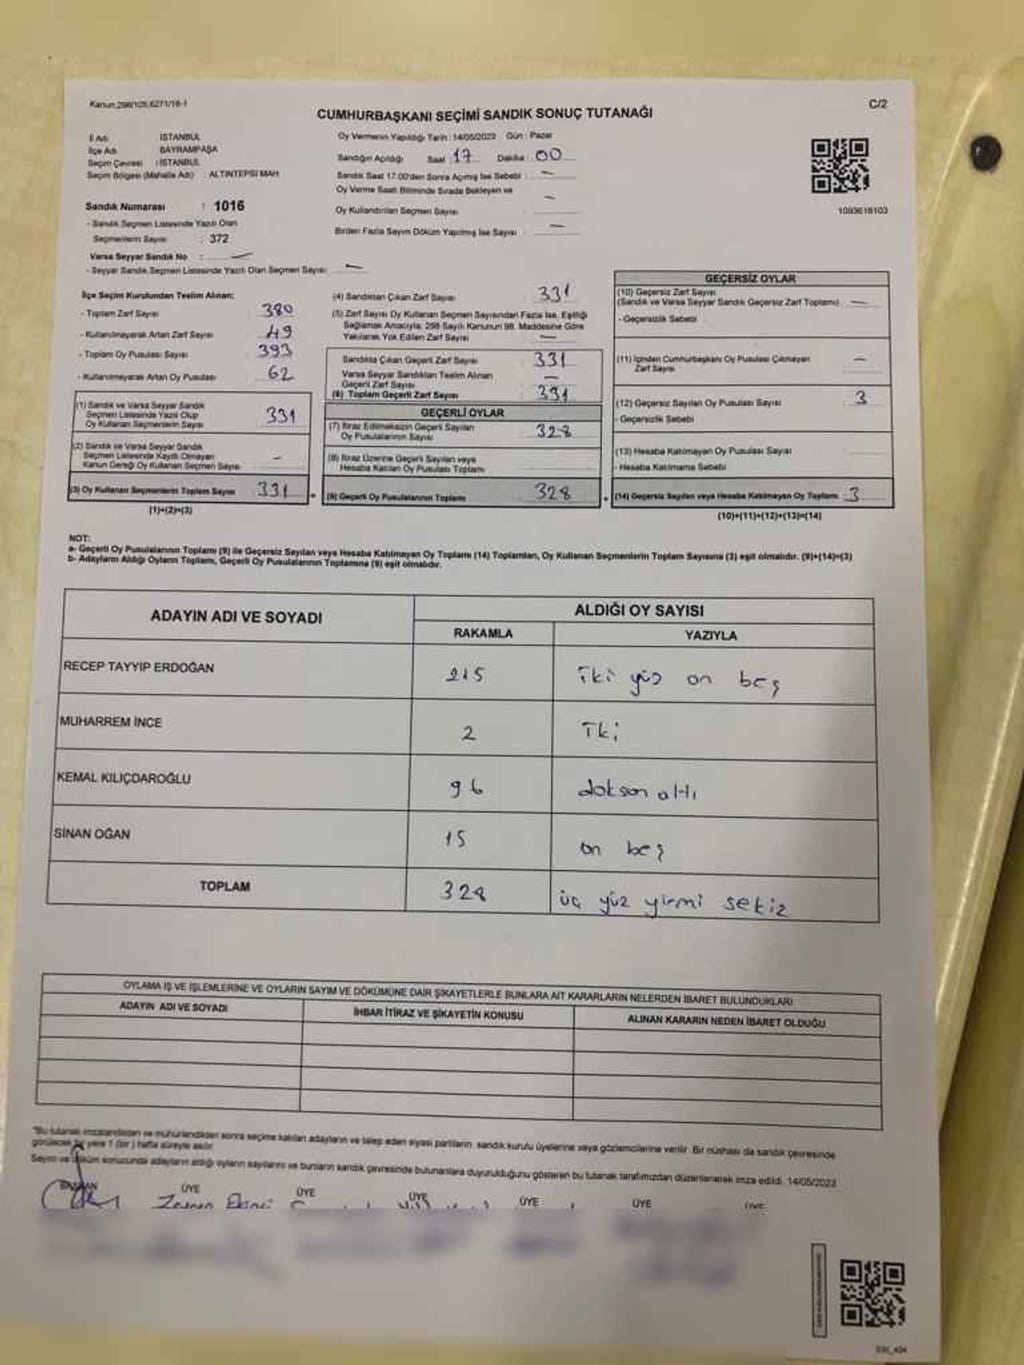 Kanun:298/105,6271/16-1
C/2
CUMHURBAŞKANI SEÇİMİ SANDIK SONUÇ TUTANAĞI
İl Adı : İSTANBUL
İlçe Adı : BAYRAMPAŞA
Seçim Çevresi : İSTANBUL
Seçim Bölgesi (Mahalle Adı) : ALTINTEPSİ MAH.
Sandık Numarası : 1016
- Sandık Seçmen Listesinde Yazılı Olan
Seçmenlerin Sayısı : 372
Varsa Seyyar Sandık No : —
- Seyyar Sandık Seçmen Listesinde Yazılı Olan Seçmen Sayısı —
Oy Vermenin Yapıldığı Tarih : 14/05/2023 Gün : Pazar
Sandığın Açıldığı Saat 17 Dakika : 00
Sandık Saat 17.00'den Sonra Açmış İse Sebebi : —
Oy Verme Saati Bitiminde Sırada Bekleyen ve
Oy Kullandırılan Seçmen Sayısı —
Birden Fazla Sayım Döküm Yapılmış İse Sayısı —
1093618103
İlçe Seçim Kurulundan Teslim Alınan:
- Toplam Zarf Sayısı 380
- Kullanılmayarak Artan Zarf Sayısı 49
- Toplam Oy Pusulası Sayısı 393
- Kullanılmayarak Artan Oy Pusulası 62
(1) Sandık ve Varsa Seyyar Sandık
Seçmen Listesinde Yazılı Olup
Oy Kullanan Seçmenlerin Sayısı 331
(2) Sandık ve Varsa Seyyar Sandık
Seçmen Listesinde Kayıtlı Olmayan
Kanun Gereği Oy Kullanan Seçmen Sayısı -
(3) Oy Kullanan Seçmenlerin Toplam Sayısı 331
(1)+(2)=(3)
(4) Sandıktan Çıkan Zarf Sayısı 331
(5) Zarf Sayısı Oy Kullanan Seçmen Sayısından Fazla İse, Eşitliği
Sağlamak Amacıyla; 298 Sayılı Kanunun 98. Maddesine Göre
Yakılarak Yok Edilen Zarf Sayısı —
Sandıkta Çıkan Geçerli Zarf Sayısı 331
Varsa Seyyar Sandıktan Teslim Alınan
Geçerli Zarf Sayısı —
(6) Toplam Geçerli Zarf Sayısı 331
GEÇERLİ OYLAR
(7) İtiraz Edilmeksizin Geçerli Sayılan
Oy Pusulalarının Sayısı 328
(8) İtiraz Üzerine Geçerli Sayılan veya
Hesaba Katılan Oy Pusulası Toplamı
(9) Geçerli Oy Pusulalarının Toplamı 328
GEÇERSİZ OYLAR
(10) Geçersiz Zarf Sayısı
(Sandık ve Varsa Seyyar Sandık Geçersiz Zarf Toplamı) —
- Geçersizlik Sebebi
(11) İçinden Cumhurbaşkanı Oy Pusulası Çıkmayan
Zarf Sayısı —
(12) Geçersiz Sayılan Oy Pusulası Sayısı 3
- Geçersizlik Sebebi
(13) Hesaba Katılmayan Oy Pusulası Sayısı
- Hesaba Katılmama Sebebi
(14) Geçersiz Sayılan veya Hesaba Katılmayan Oy Toplamı 3
(10)+(11)+(12)+(13)=(14)
NOT:
a- Geçerli Oy Pusulalarının Toplamı (9) ile Geçersiz Sayılan veya Hesaba Katılmayan Oy Toplamı (14) Toplamları, Oy Kullanan Seçmenlerin Toplam Sayısına (3) eşit olmalıdır. (9)+(14)=(3)
b- Adayların Aldığı Oyların Toplamı, Geçerli Oy Pusulalarının Toplamına (9) eşit olmalıdır.
ADAYIN ADI VE SOYADI
ALDIĞI OY SAYISI
RAKAMLA YAZIYLA
RECEP TAYYİP ERDOĞAN 215 iki yüz on beş
MUHARREM İNCE 2 iki
KEMAL KILIÇDAROĞLU 96 doksan altı
SİNAN OĞAN 15 on beş
TOPLAM 328 üç yüz yirmi sekiz
OYLAMA İŞ VE İŞLEMLERİNE VE OYLARIN SAYIM VE DÖKÜMÜNE DAİR ŞİKAYETLERLE BUNLARA AİT KARARLARIN NELERDEN İBARET BULUNDUKLARI
ADAYIN ADI VE SOYADI İHBAR İTİRAZ VE ŞİKAYETİN KONUSU ALINAN KARARIN NEDEN İBARET OLDUĞU
"Bu tutanak imzalandıktan ve mühürlendikten sonra seçime katılan adayların ve talep eden siyasi partilerin, sandık kurulu üyelerine veya gözlemcilerine verilir. Bir nüshası da sandık çevresinde
görülecek bir yere 1 (bir) hafta süreyle asılır.
Sayım ve döküm sonucunda adayların aldığı oyların sayılarını ve bunların sandık çevresinde bulunanlara duyurulduğunu gösteren bu tutanak tarafımızdan düzenlenerek imza edildi. 14/05/2023
BAŞKAN ÜYE ÜYE ÜYE ÜYE ÜYE ÜYE
Zeynep Ekinci